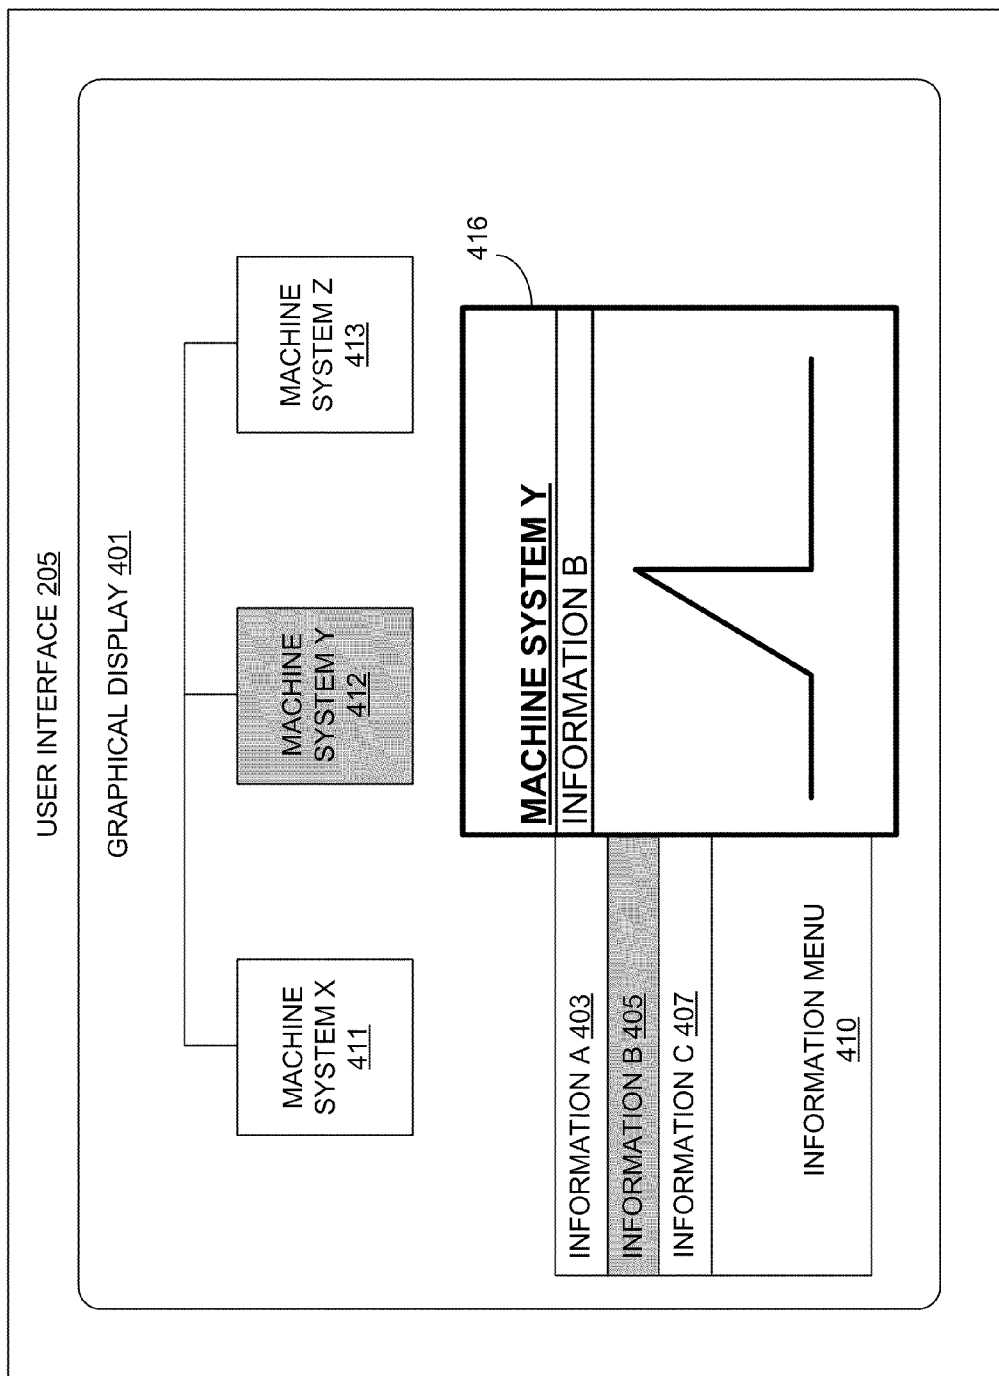 USER INTERFACE 205
GRAPHICAL DISPLAY 401
MACHINE
SYSTEM X
411
MACHINE
SYSTEM Y
412
MACHINE
SYSTEM Z
413
416
MACHINE SYSTEM Y
INFORMATION B
INFORMATION A 403
INFORMATION B 405
INFORMATION C 407
INFORMATION MENU
410